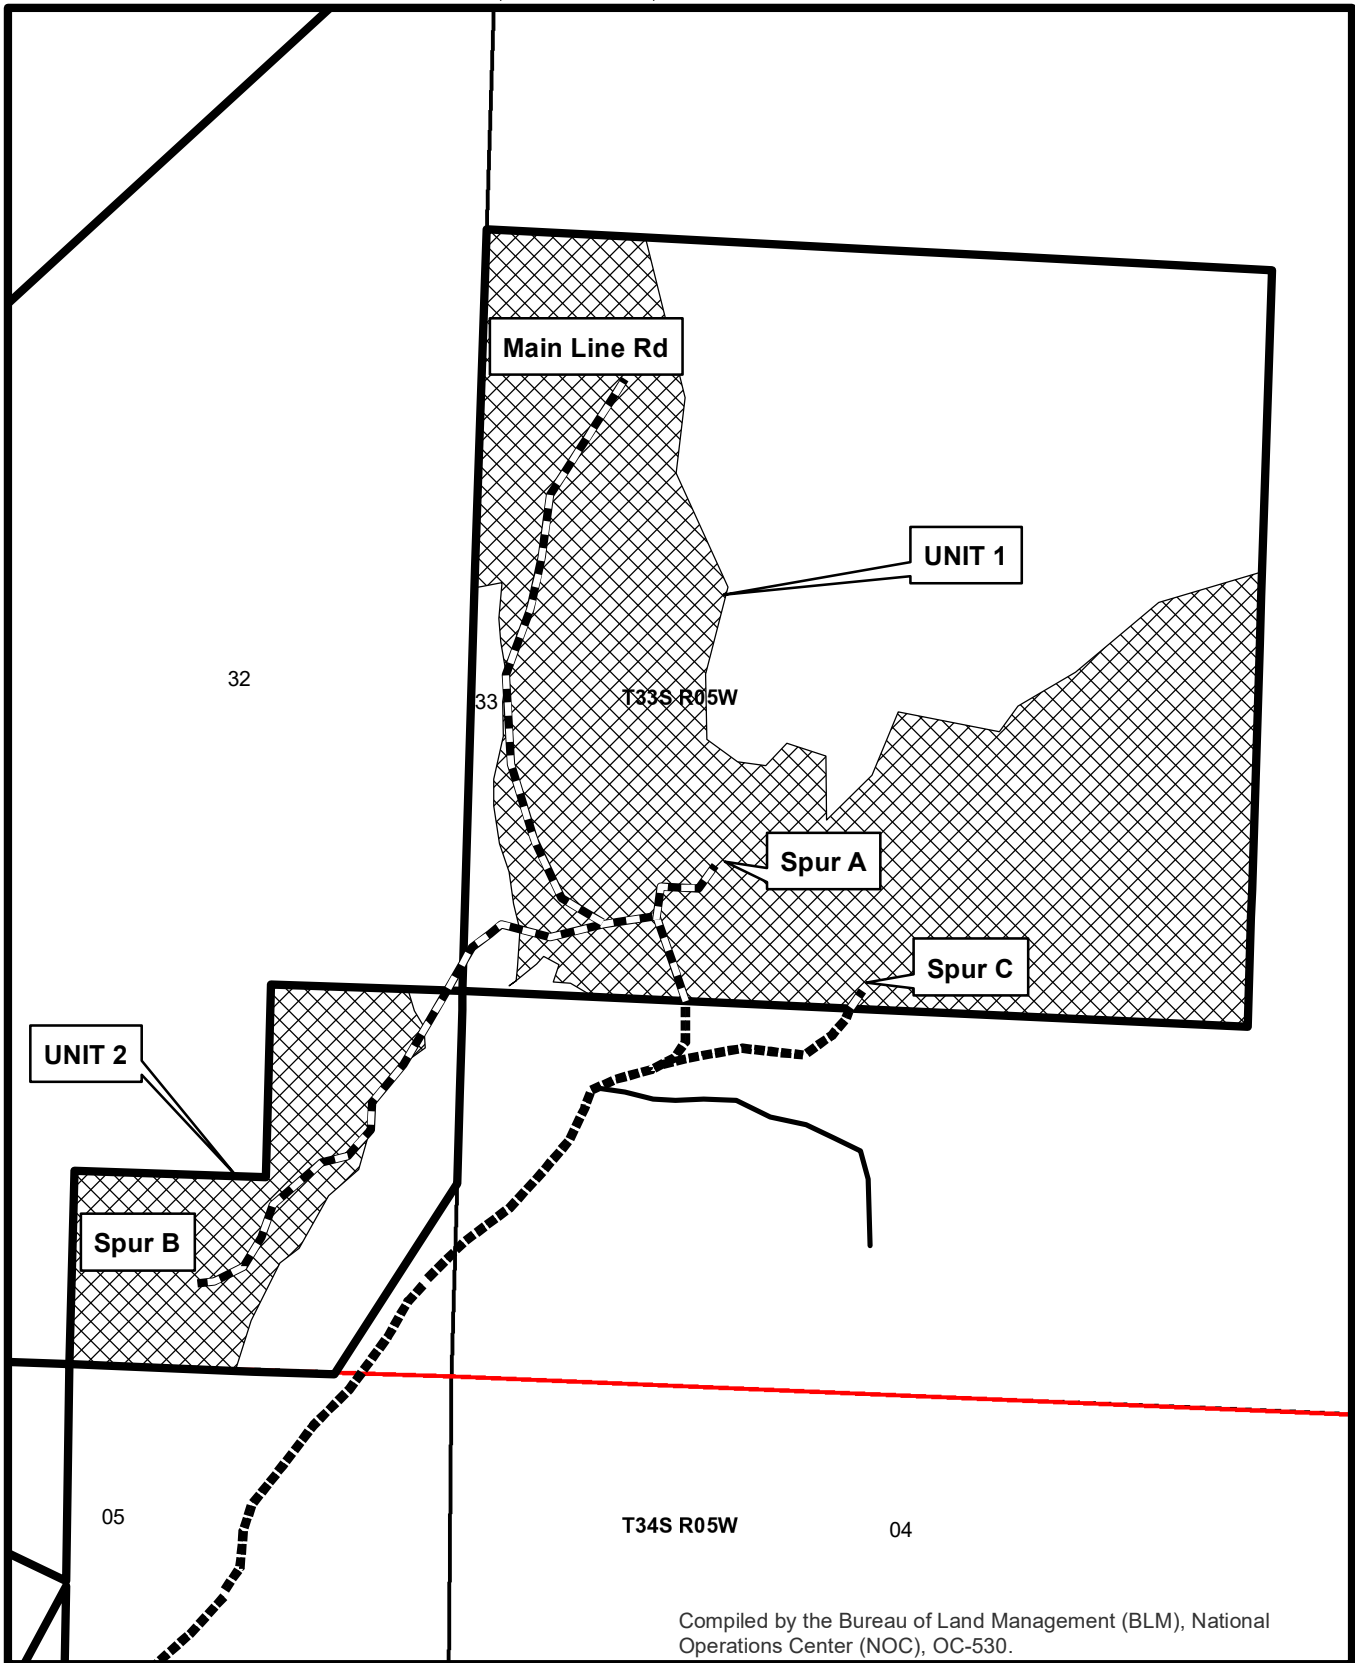 Main Line Rd
UNIT 1
32
33
T33S R05W
Spur A
Spur C
UNIT 2
Spur B
05
T34S R05W
04
Compiled by the Bureau of Land Management (BLM), National
Operations Center (NOC), OC-530.